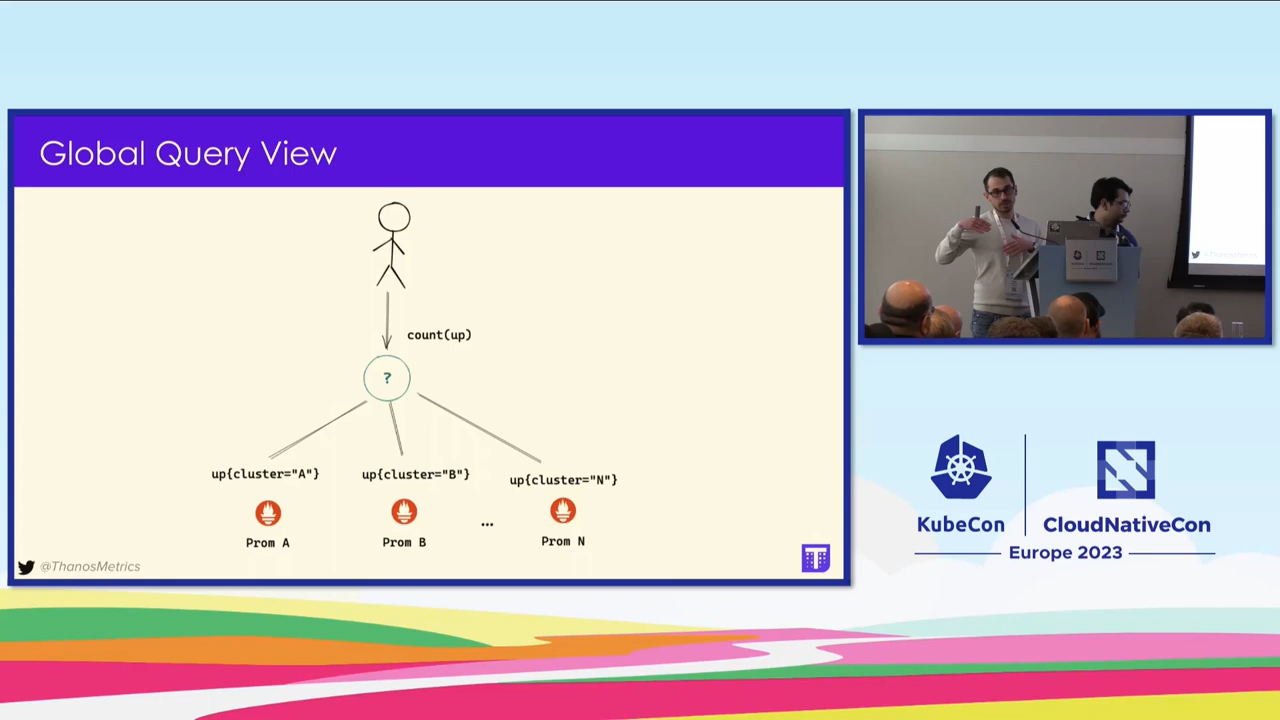 Global Query View
count(up)
?
up{cluster="A"}
up{cluster="B"}
up{cluster="N"}
...
Prom A
Prom B
Prom N
@ThanosMetrics
T
@ThanosMetrics
KubeCon
CloudNativeCon
Europe 2023